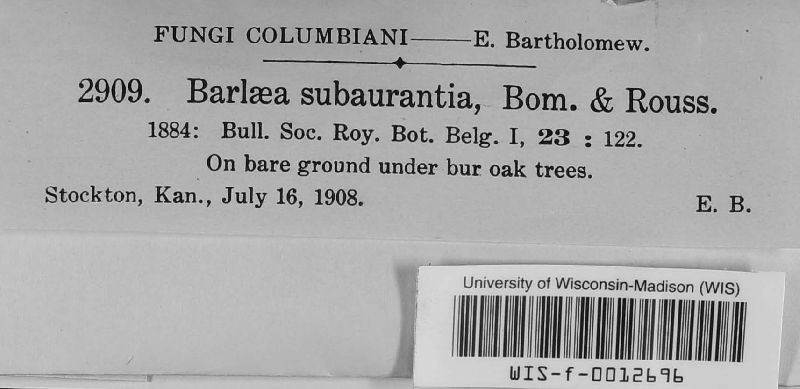 FUNGI COLUMBIANI——E. Bartholomew.
2909. Barlæa subaurantia, Bom. & Rouss.
1884: Bull. Soc. Roy. Bot. Belg. I, 23 : 122.
On bare ground under bur oak trees.
Stockton, Kan., July 16, 1908. E. B.
University of Wisconsin-Madison (WIS)
WIS-f-0012696